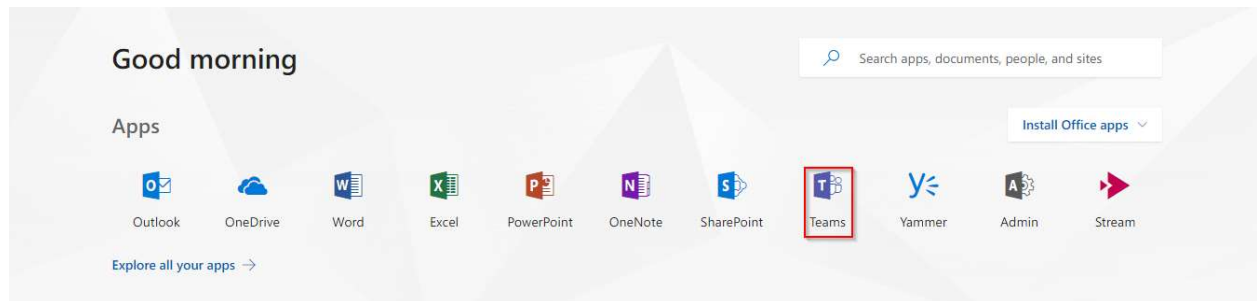 Good morning
Search apps, documents, people, and sites
Apps
Install Office apps
Outlook OneDrive Word Excel PowerPoint OneNote SharePoint Teams Yammer Admin Stream
Explore all your apps →